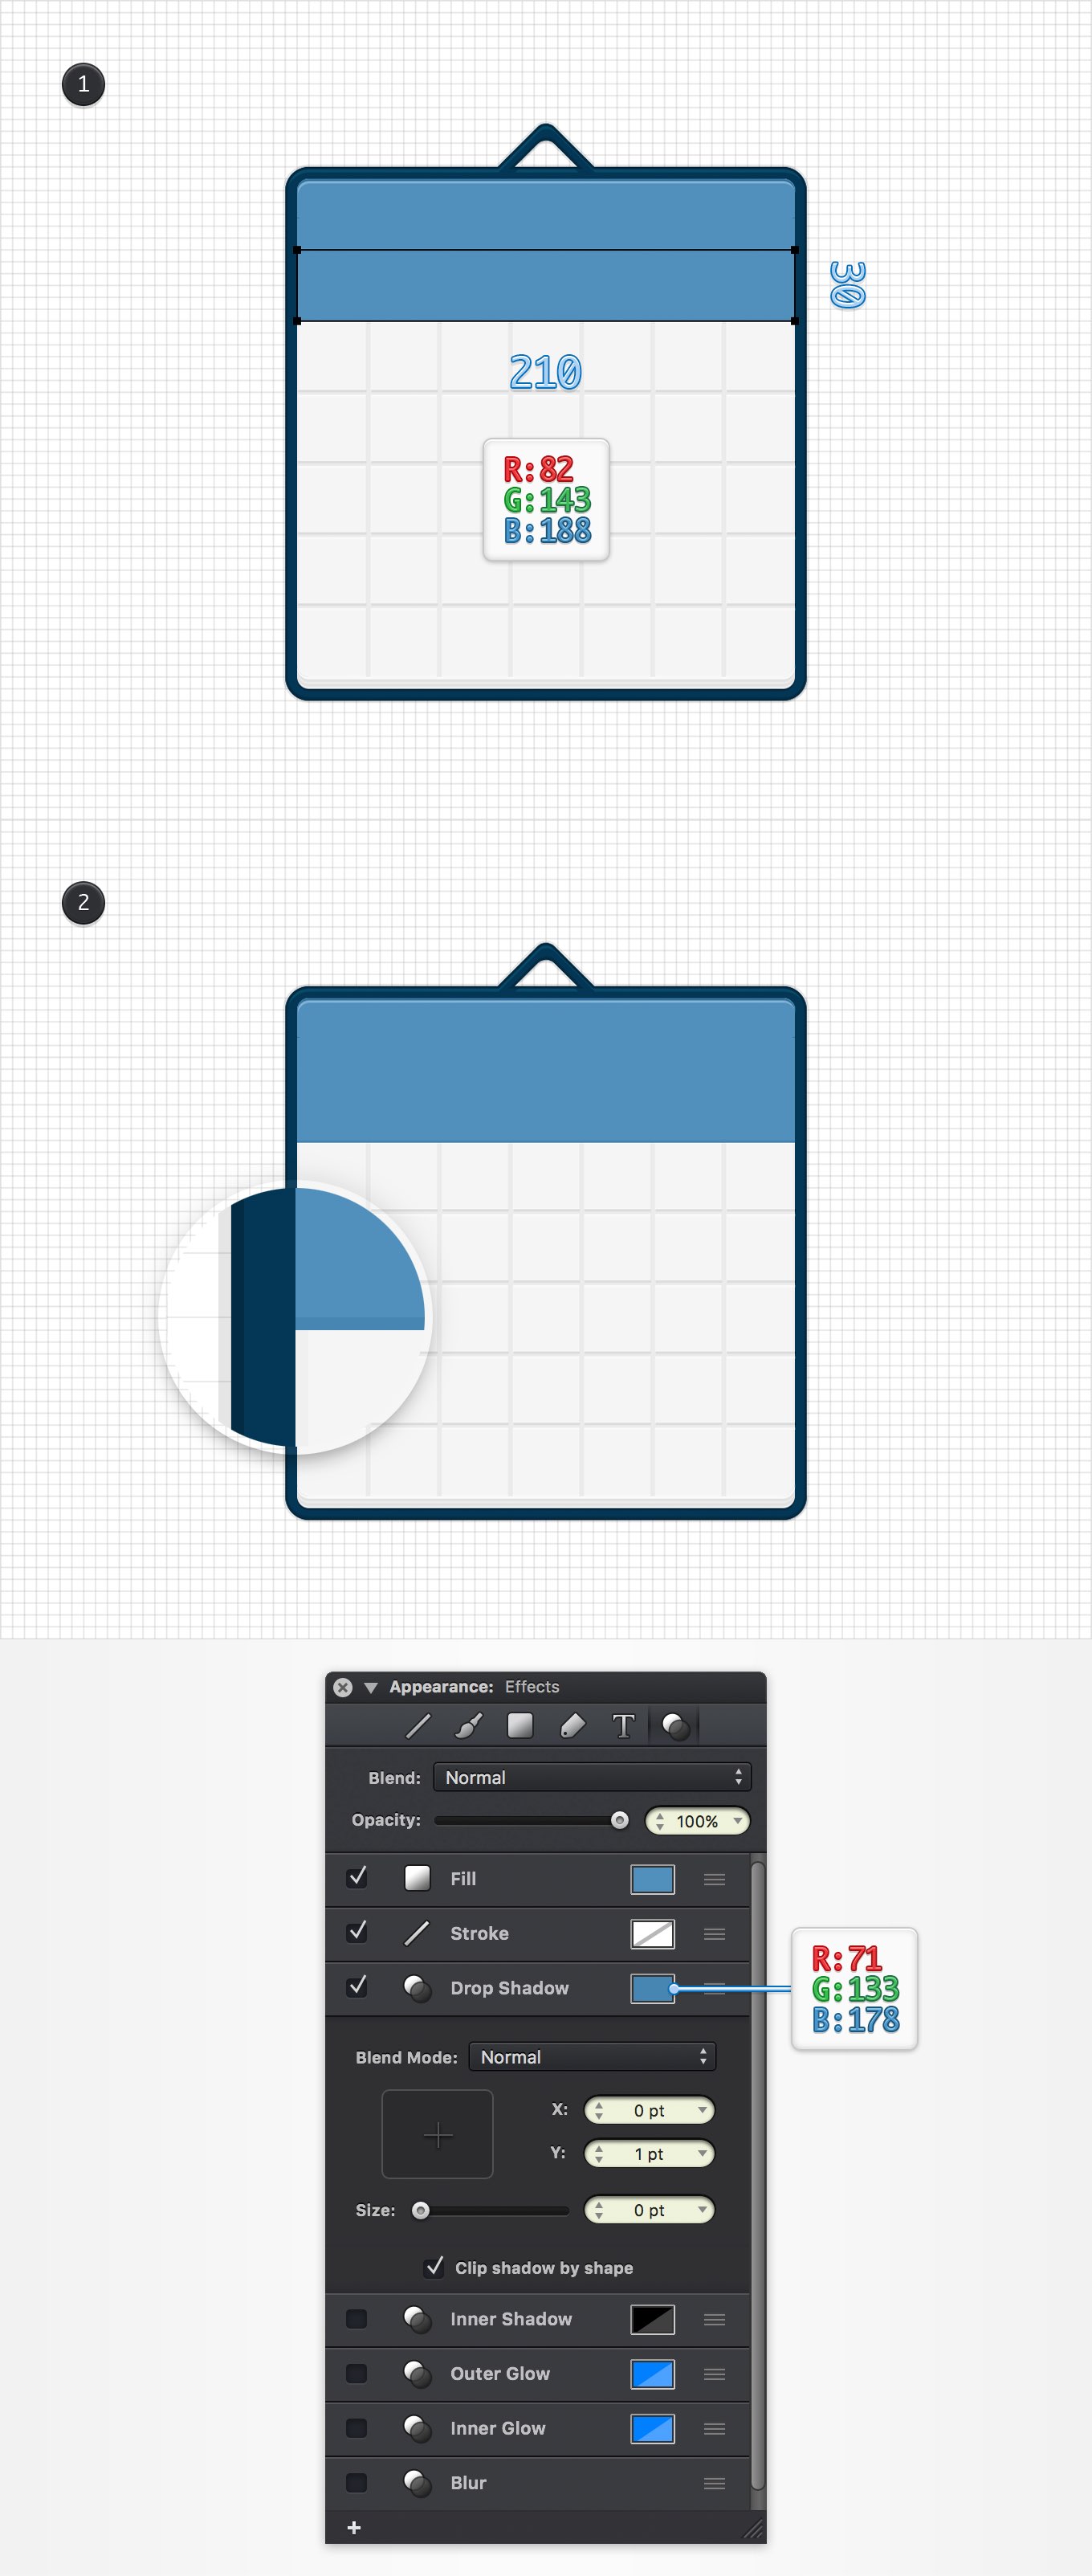 1
30
210
R:82
G:143
B:188
2
Appearance: Effects
T
Blend: Normal
Opacity: 100%
Fill
Stroke
Drop Shadow
R:71
G:133
B:178
Blend Mode: Normal
X: 0 pt
Y: 1 pt
Size: 0 pt
Clip shadow by shape
Inner Shadow
Outer Glow
Inner Glow
Blur